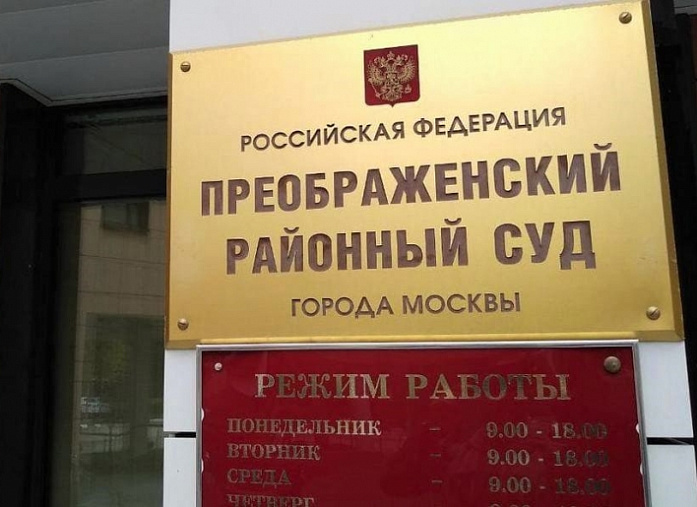 РОССИЙСКАЯ ФЕДЕРАЦИЯ
ПРЕОБРАЖЕНСКИЙ
РАЙОННЫЙ СУД
ГОРОДА МОСКВЫ
РЕЖИМ РАБОТЫ
ПОНЕДЕЛЬНИК - 9.00 - 18.00
ВТОРНИК - 9.00 - 18.00
СРЕДА - 9.00 - 18.00
ЧЕТВЕРГ